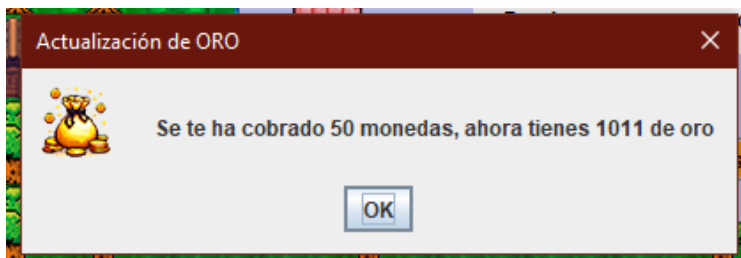 Actualización de ORO
Se te ha cobrado 50 monedas, ahora tienes 1011 de oro
OK